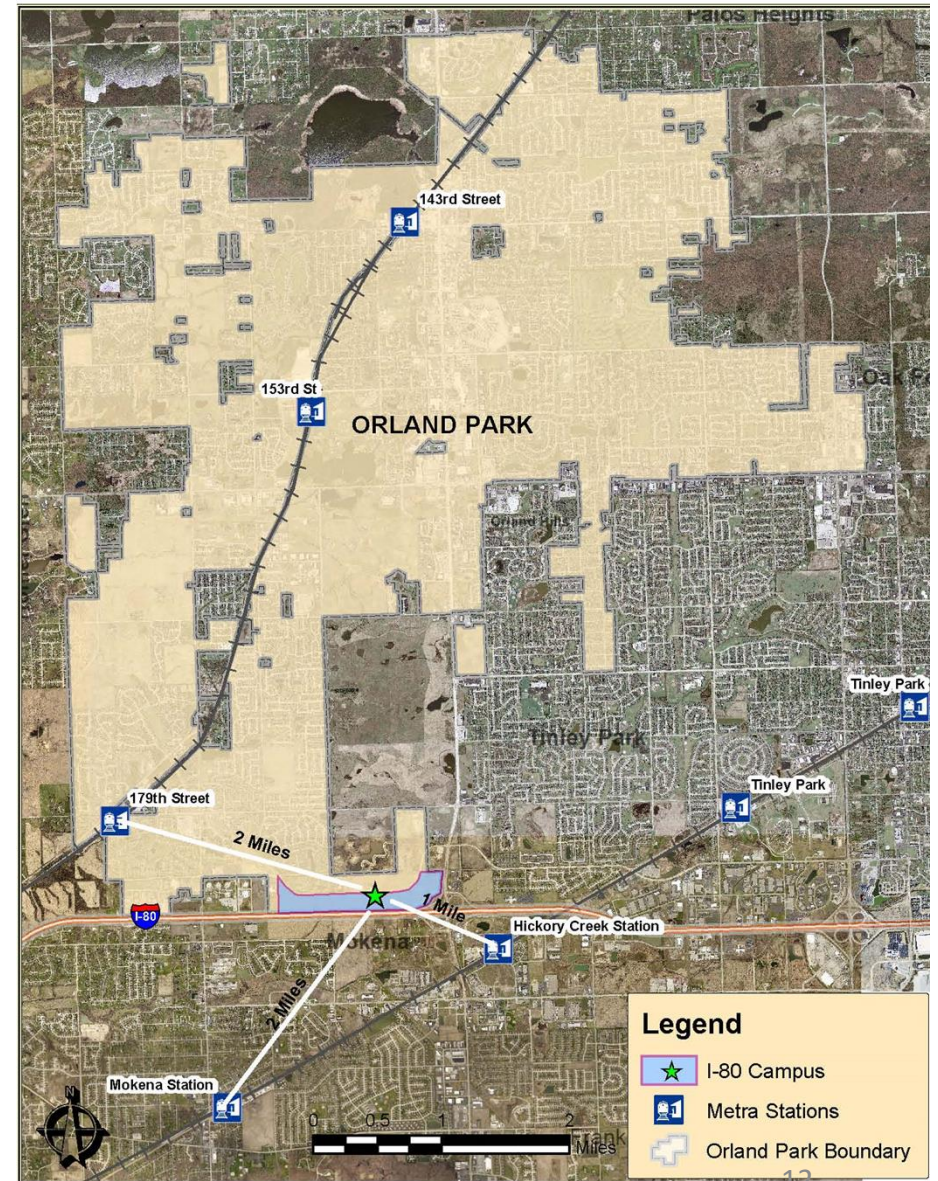 Palos Heights
143rd Street
153rd St
ORLAND PARK
Orland Hills
Tinley Park
Tinley Park
Tinley Park
179th Street
2 Miles
1 Mile
I-80
Hickory Creek Station
Mokena
2 Miles
Mokena Station
N
0 0.5 1 2
Miles
Legend
I-80 Campus
Metra Stations
Orland Park Boundary